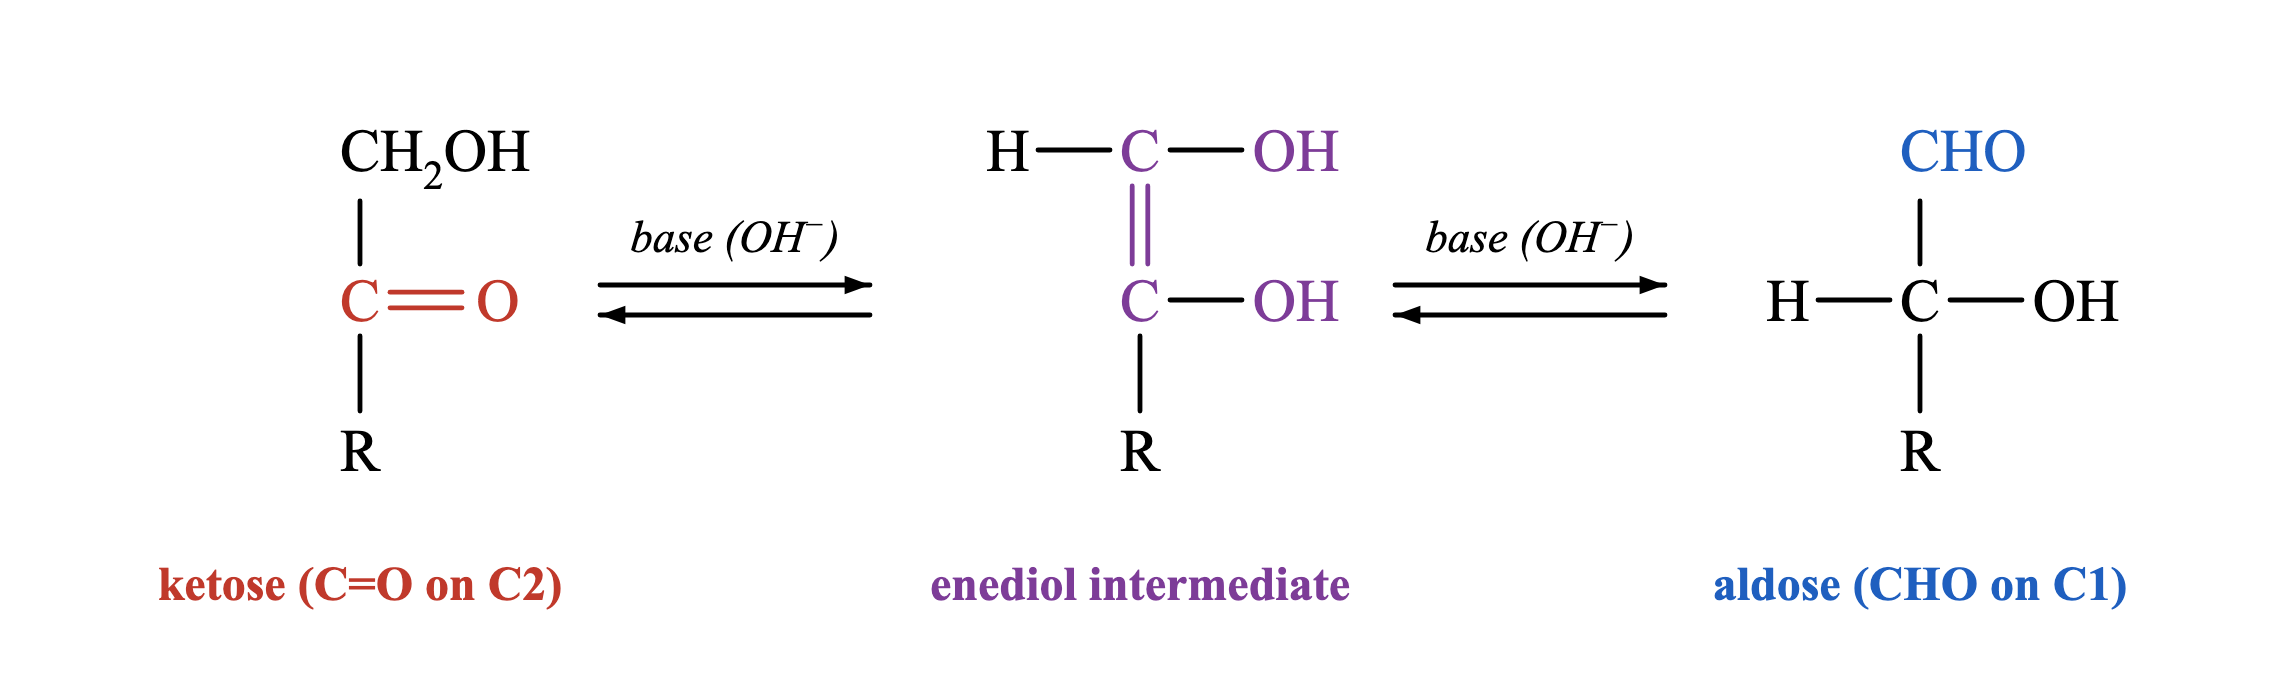 CH₂OH
H C OH
CHO
base (OH⁻)
base (OH⁻)
C O
C OH
H C OH
R
R
R
ketose (C=O on C2)
enediol intermediate
aldose (CHO on C1)